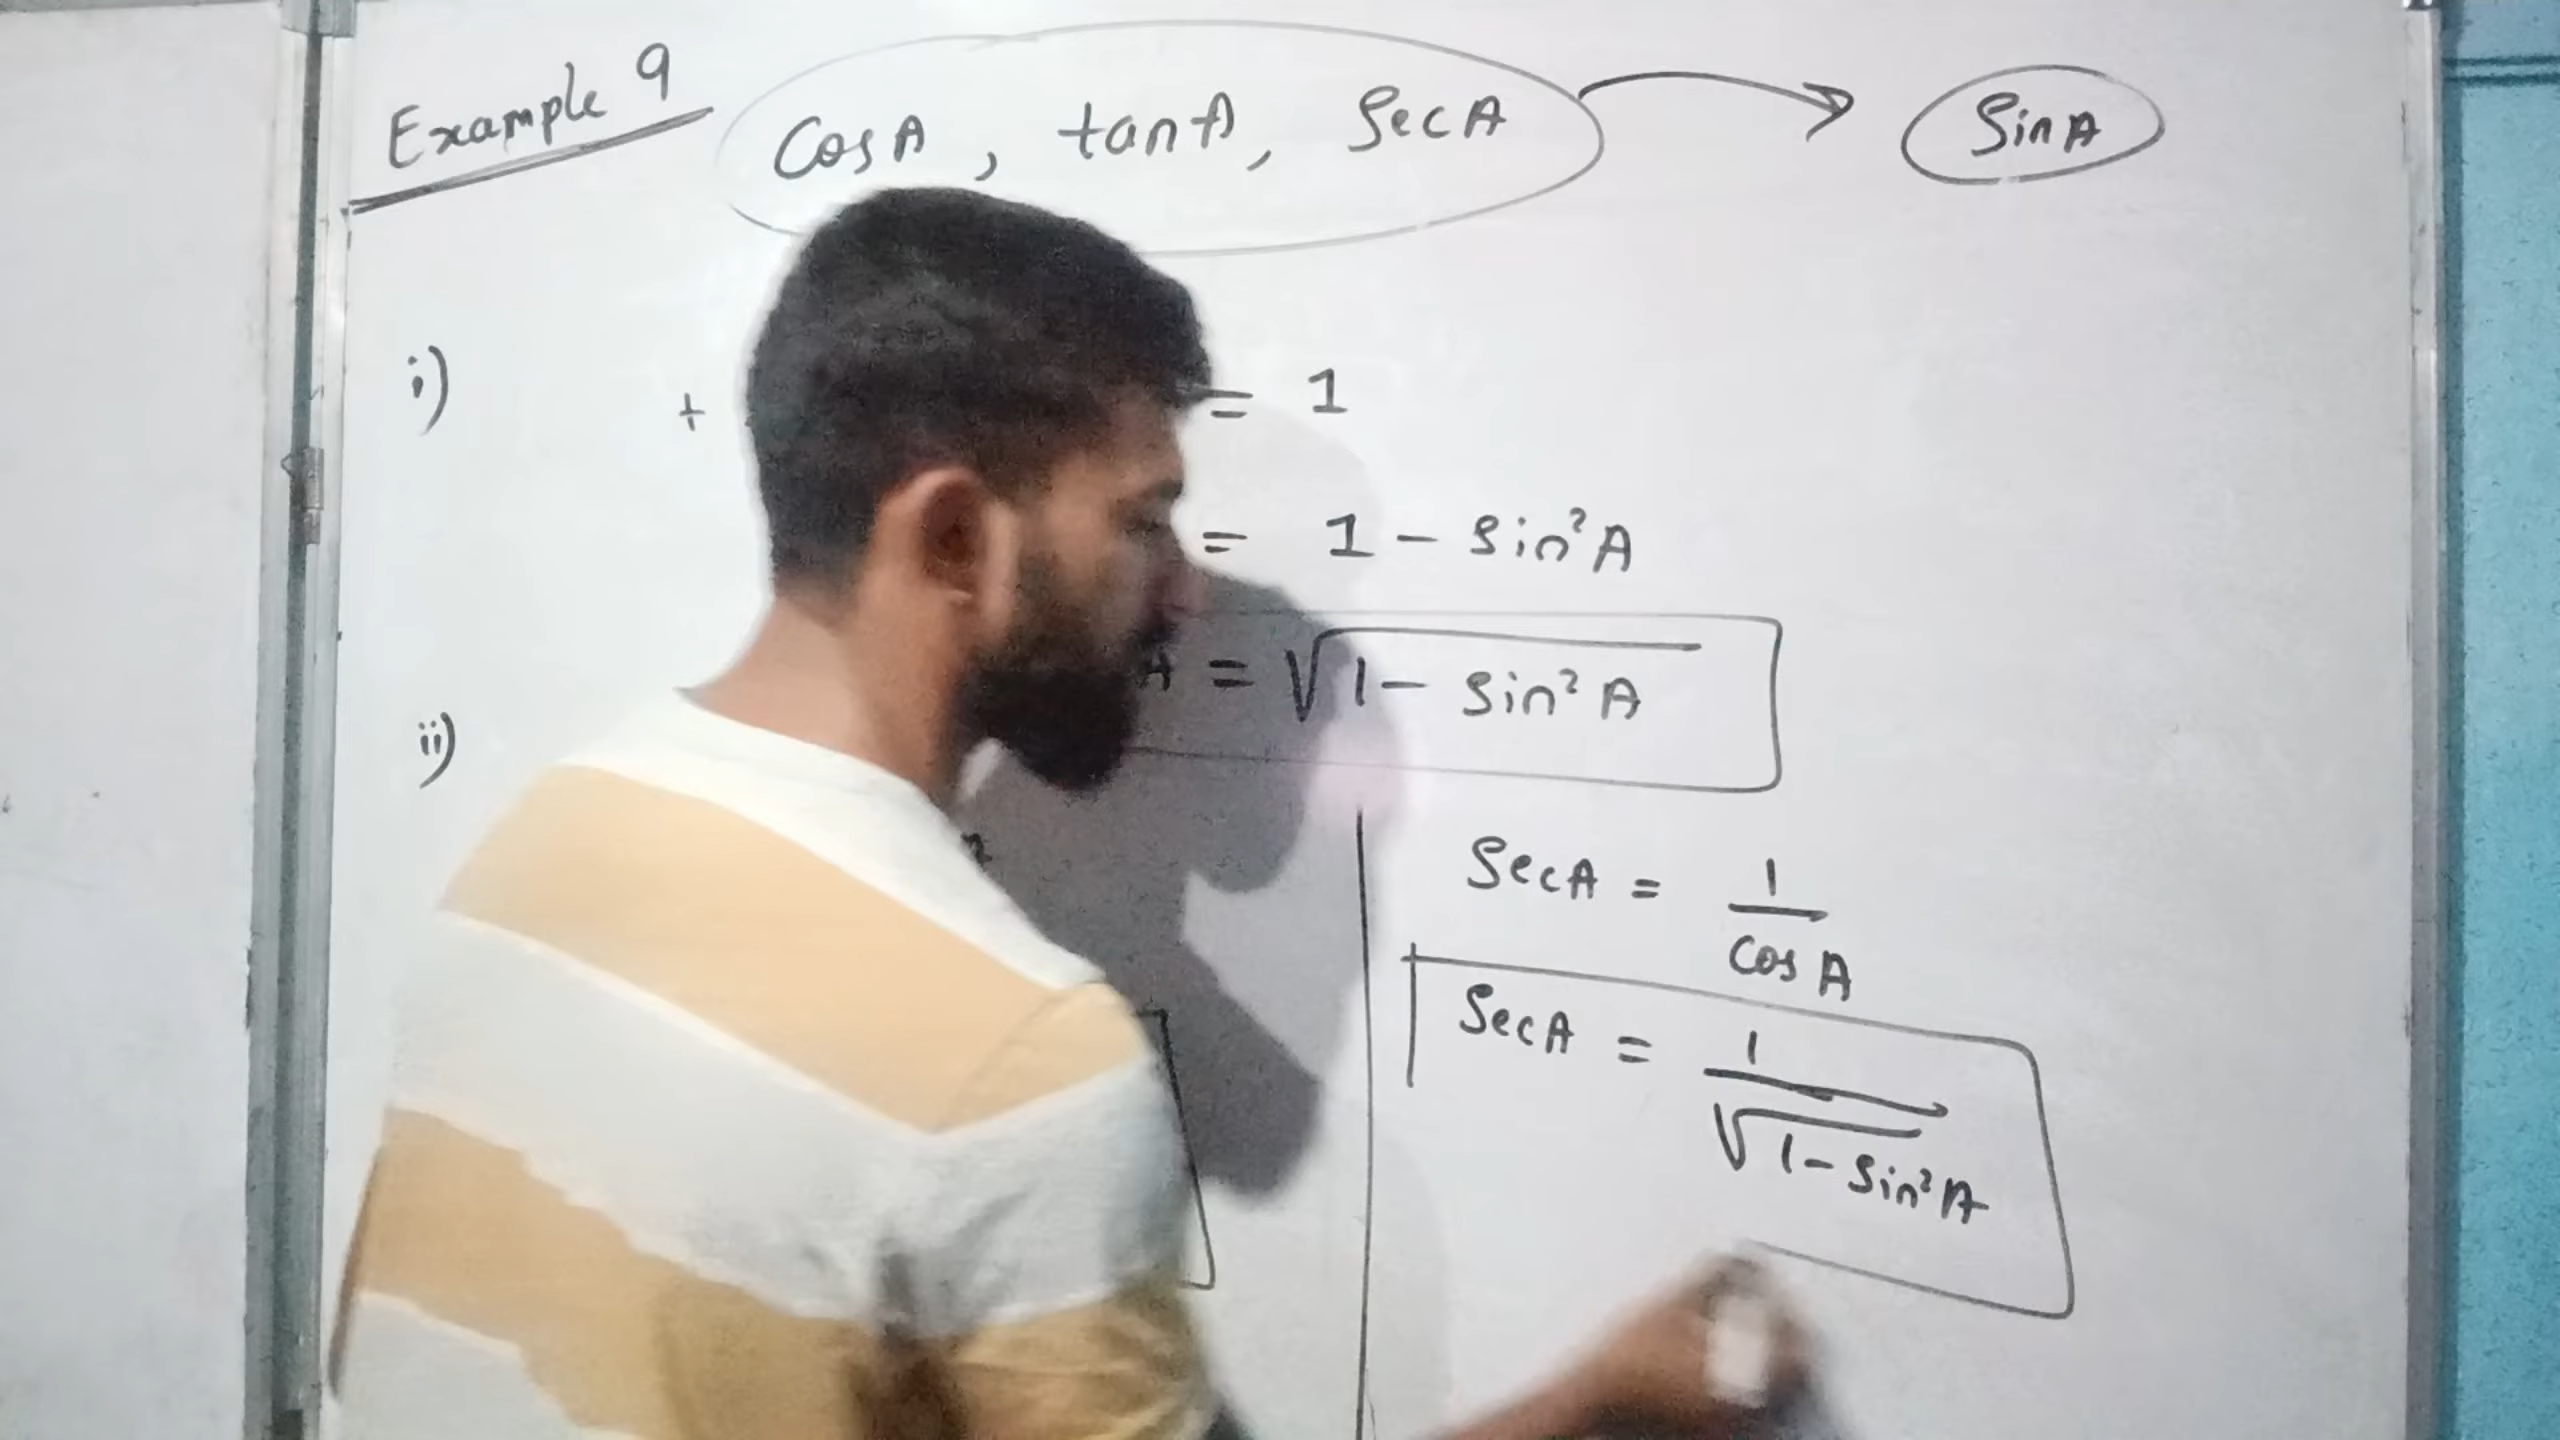 Example 9 CosA, tanA, SecA → SinA
i) + = 1
= 1 - Sin²A
A = √1 - Sin²A
ii)
SecA = 1/CosA
SecA = 1/√1-Sin²A